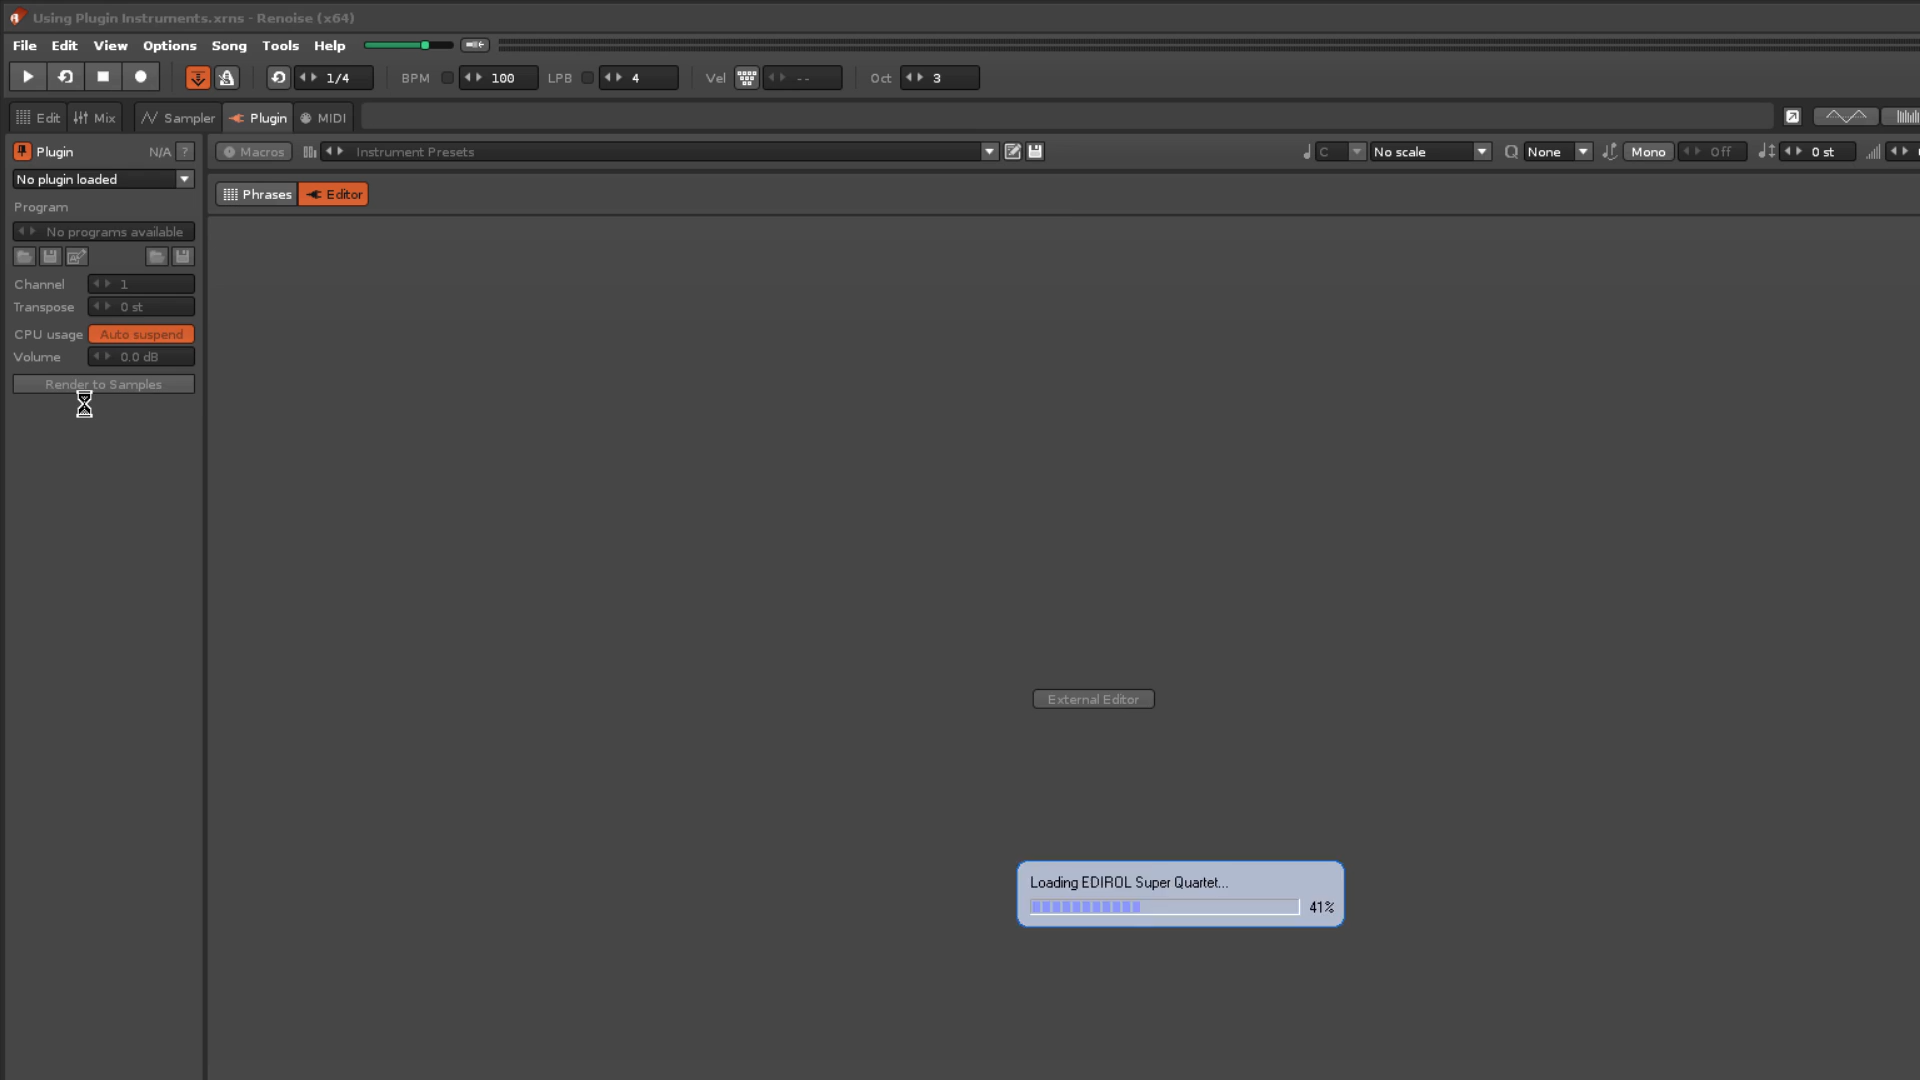 Using Plugin Instruments.xrns - Renoise (x64)
File Edit View Options Song Tools Help
1/4 BPM 100 LPB 4 Vel -- Oct 3
Edit Mix Sampler Plugin MIDI
Plugin N/A ? Macros Instrument Presets C No scale None Mono Off 0 st
No plugin loaded
Phrases Editor
Program
No programs available
Channel 1
Transpose 0 st
CPU usage Auto suspend
Volume 0.0 dB
Render to Samples
External Editor
Loading EDIROL Super Quartet...
41%